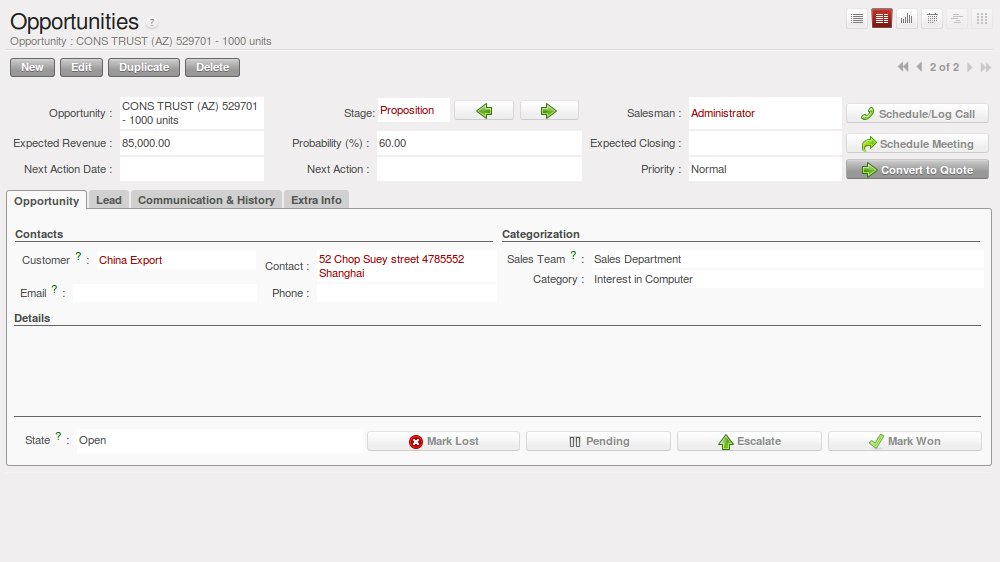 Opportunities ?
Opportunity : CONS TRUST (AZ) 529701 - 1000 units
New Edit Duplicate Delete
2 of 2
Opportunity : CONS TRUST (AZ) 529701
- 1000 units
Stage: Proposition
Salesman : Administrator
Schedule/Log Call
Expected Revenue : 85,000.00
Probability (%) : 60.00
Expected Closing :
Schedule Meeting
Next Action Date :
Next Action :
Priority : Normal
Convert to Quote
Opportunity Lead Communication & History Extra Info
Contacts
Customer ? : China Export
Contact : 52 Chop Suey street 4785552
Shanghai
Email ? :
Phone :
Categorization
Sales Team ? : Sales Department
Category : Interest in Computer
Details
State ? : Open
Mark Lost
Pending
Escalate
Mark Won